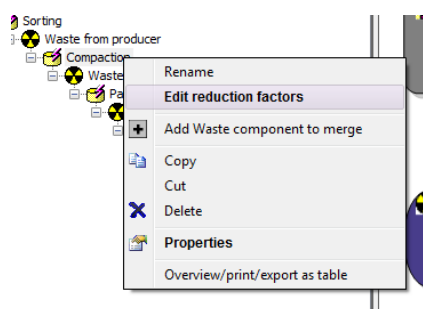 Sorting
Waste from producer
Compaction
Waste
Pa
Rename
Edit reduction factors
Add Waste component to merge
Copy
Cut
Delete
Properties
Overview/print/export as table